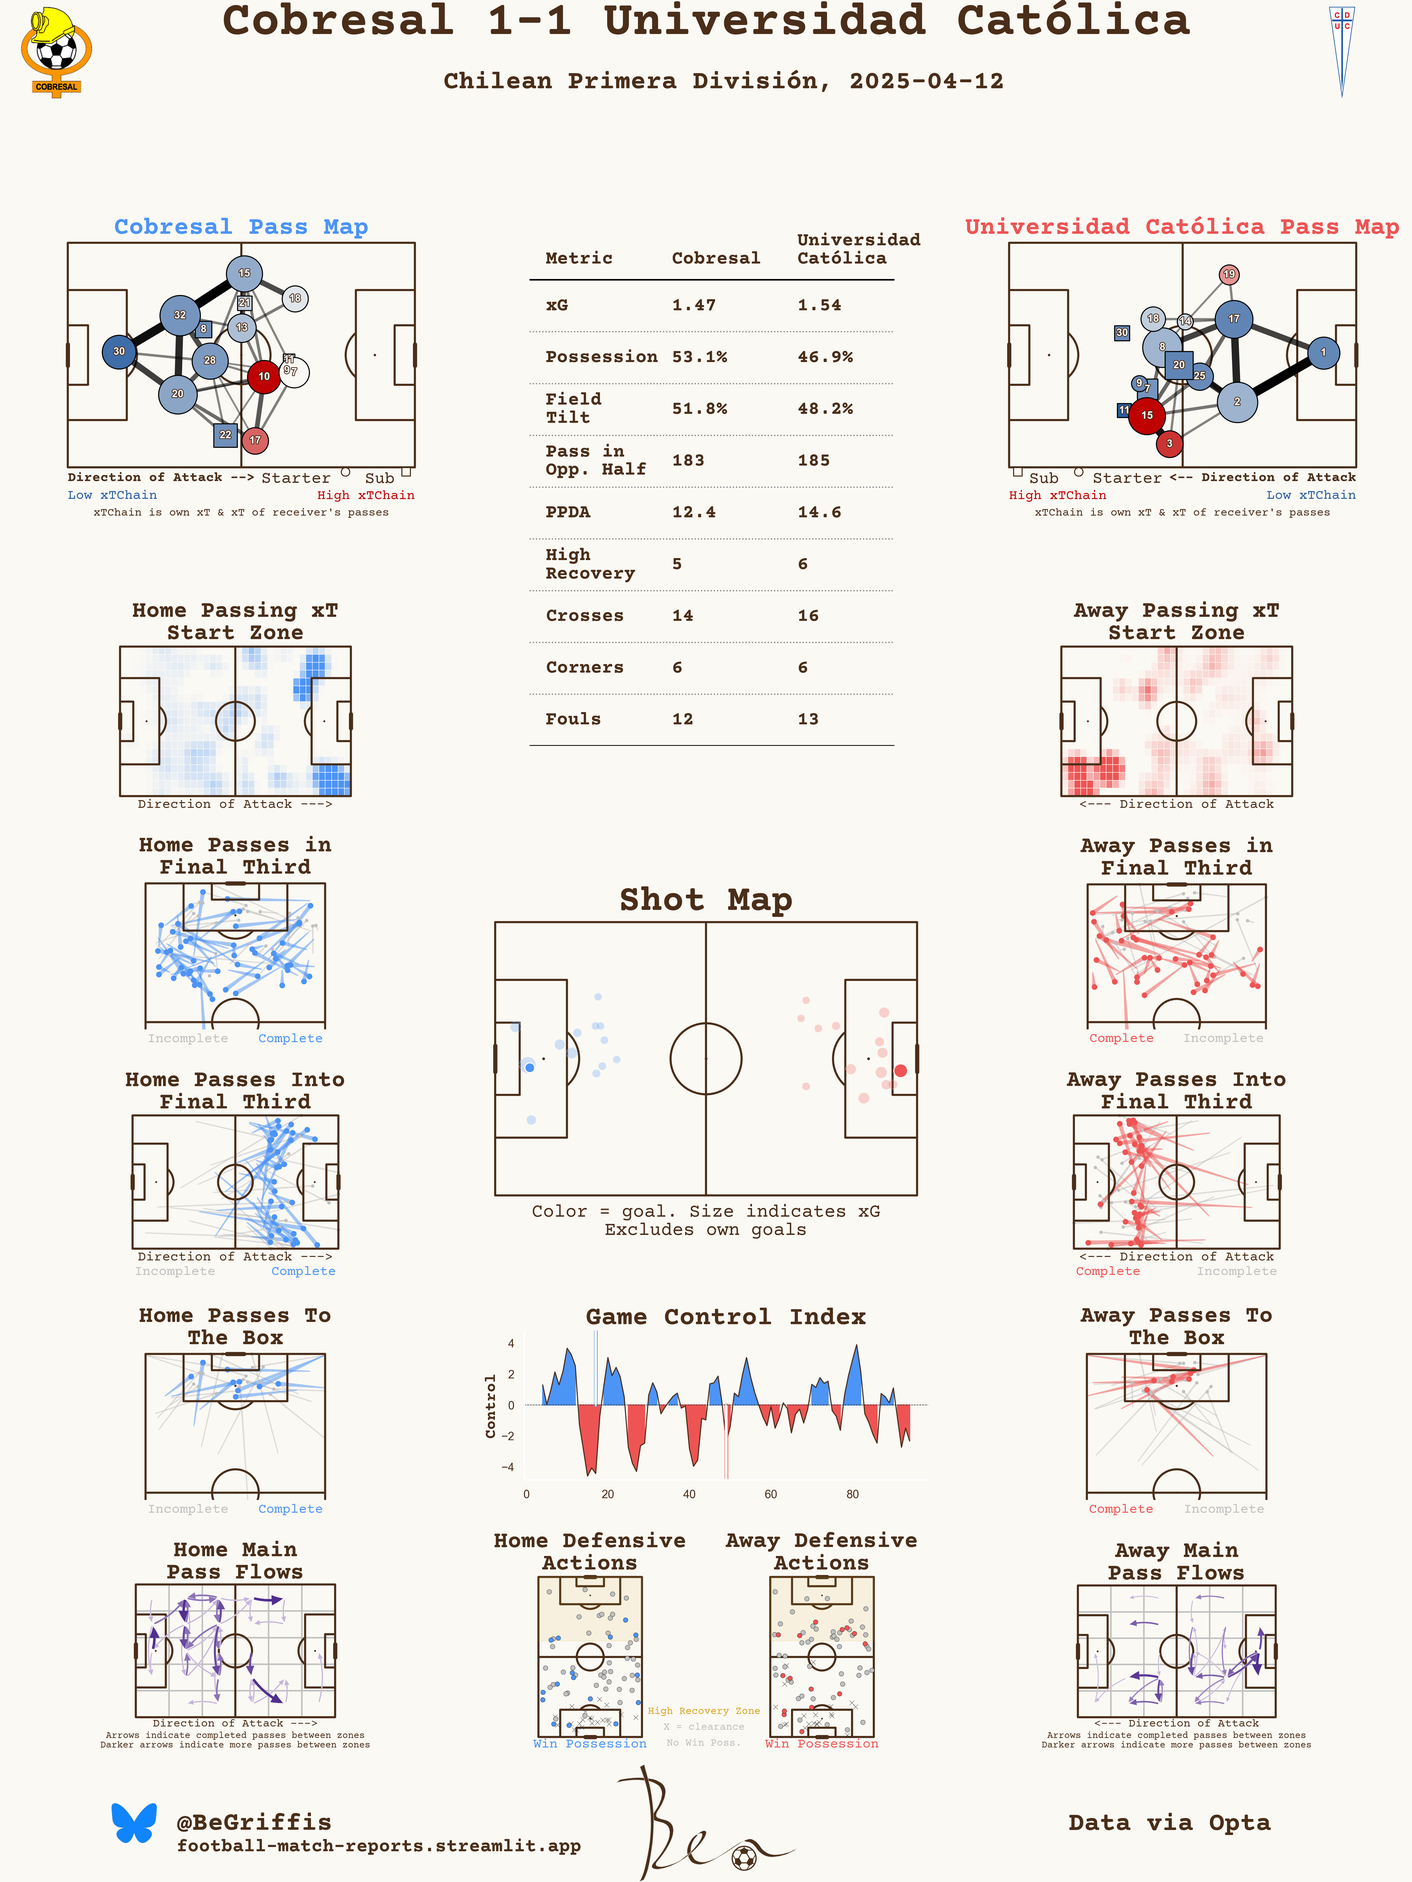 Cobresal 1-1 Universidad Católica
Chilean Primera División, 2025-04-12
COBRESAL
C D
U C
Cobresal Pass Map
15
18
21
32
8
13
30
28
11
9
7
10
20
22
17
Direction of Attack --> Starter Sub
Low xTChain High xTChain
xTChain is own xT & xT of receiver's passes
Metric Cobresal Universidad Católica
xG 1.47 1.54
Possession 53.1% 46.9%
Field Tilt 51.8% 48.2%
Pass in Opp. Half 183 185
PPDA 12.4 14.6
High Recovery 5 6
Crosses 14 16
Corners 6 6
Fouls 12 13
Universidad Católica Pass Map
19
18
14
17
30
8
1
20
25
9
7
2
11
15
3
Sub Starter <-- Direction of Attack
High xTChain Low xTChain
xTChain is own xT & xT of receiver's passes
Home Passing xT
Start Zone
Direction of Attack --->
Away Passing xT
Start Zone
<--- Direction of Attack
Home Passes in
Final Third
Incomplete Complete
Shot Map
Color = goal. Size indicates xG
Excludes own goals
Away Passes in
Final Third
Complete Incomplete
Home Passes Into
Final Third
Direction of Attack --->
Incomplete Complete
Away Passes Into
Final Third
<--- Direction of Attack
Complete Incomplete
Home Passes To
The Box
Incomplete Complete
Game Control Index
Control
4
2
0
−2
−4
0 20 40 60 80
Away Passes To
The Box
Complete Incomplete
Home Main
Pass Flows
Direction of Attack --->
Arrows indicate completed passes between zones
Darker arrows indicate more passes between zones
Home Defensive
Actions
Win Possession
High Recovery Zone
X = clearance
No Win Poss.
Away Defensive
Actions
Win Possession
Away Main
Pass Flows
<--- Direction of Attack
Arrows indicate completed passes between zones
Darker arrows indicate more passes between zones
@BeGriffis
football-match-reports.streamlit.app
Ben
Data via Opta